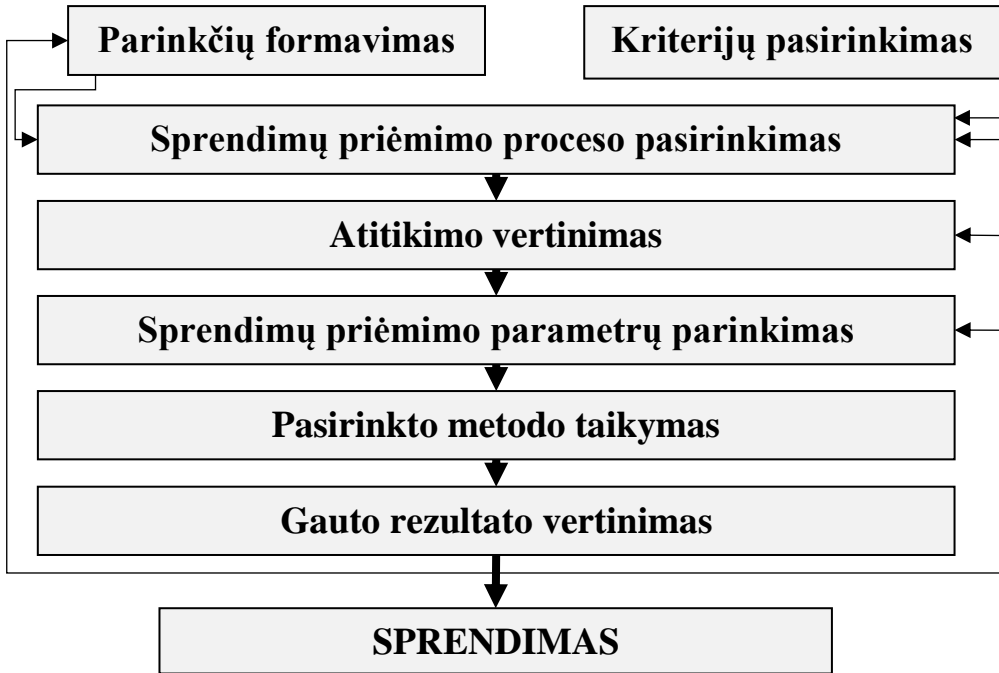 Parinkčių formavimas
Kriterijų pasirinkimas
Sprendimų priėmimo proceso pasirinkimas
Atitikimo vertinimas
Sprendimų priėmimo parametrų parinkimas
Pasirinkto metodo taikymas
Gauto rezultato vertinimas
SPRENDIMAS